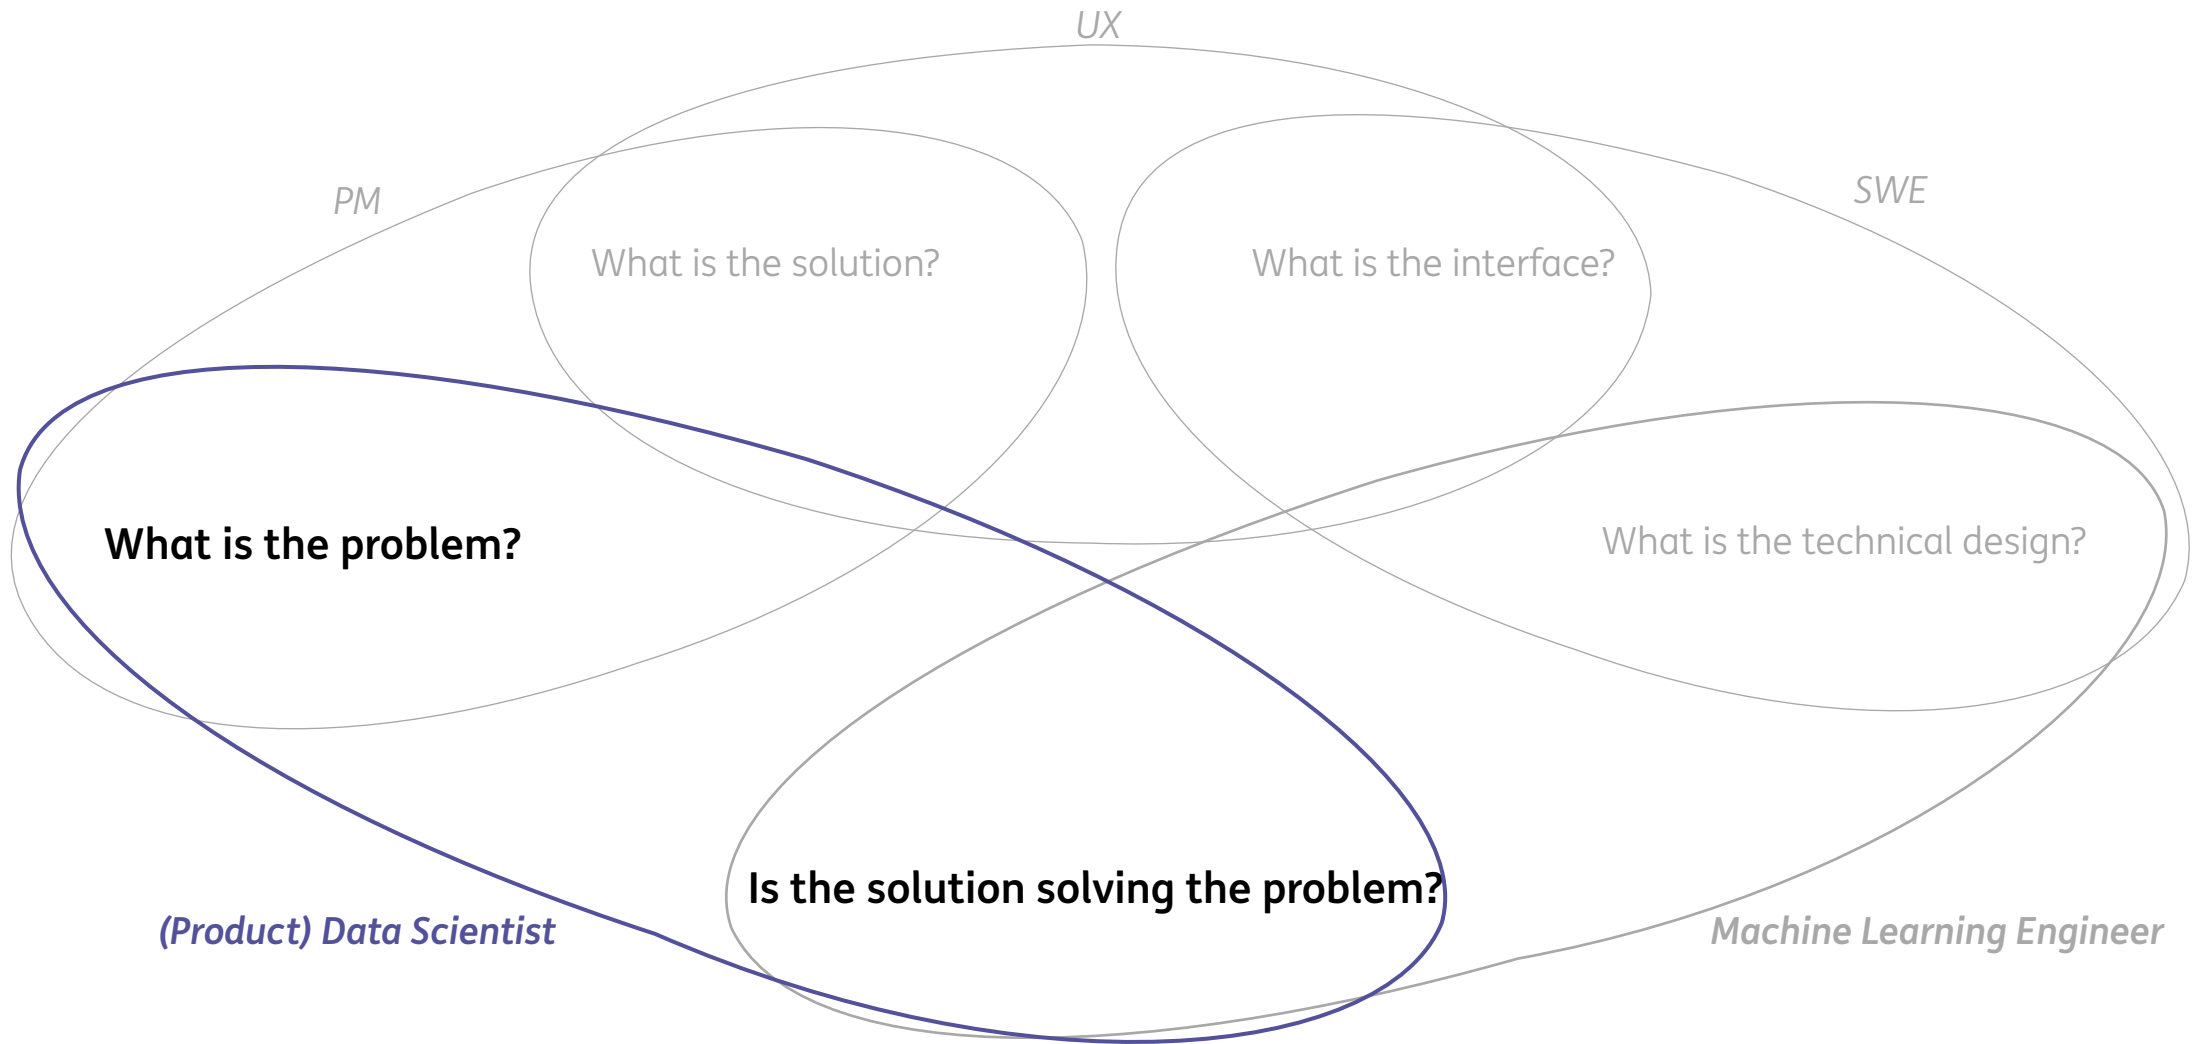 UX
PM
SWE
What is the solution?
What is the interface?
What is the problem?
What is the technical design?
Is the solution solving the problem?
(Product) Data Scientist
Machine Learning Engineer